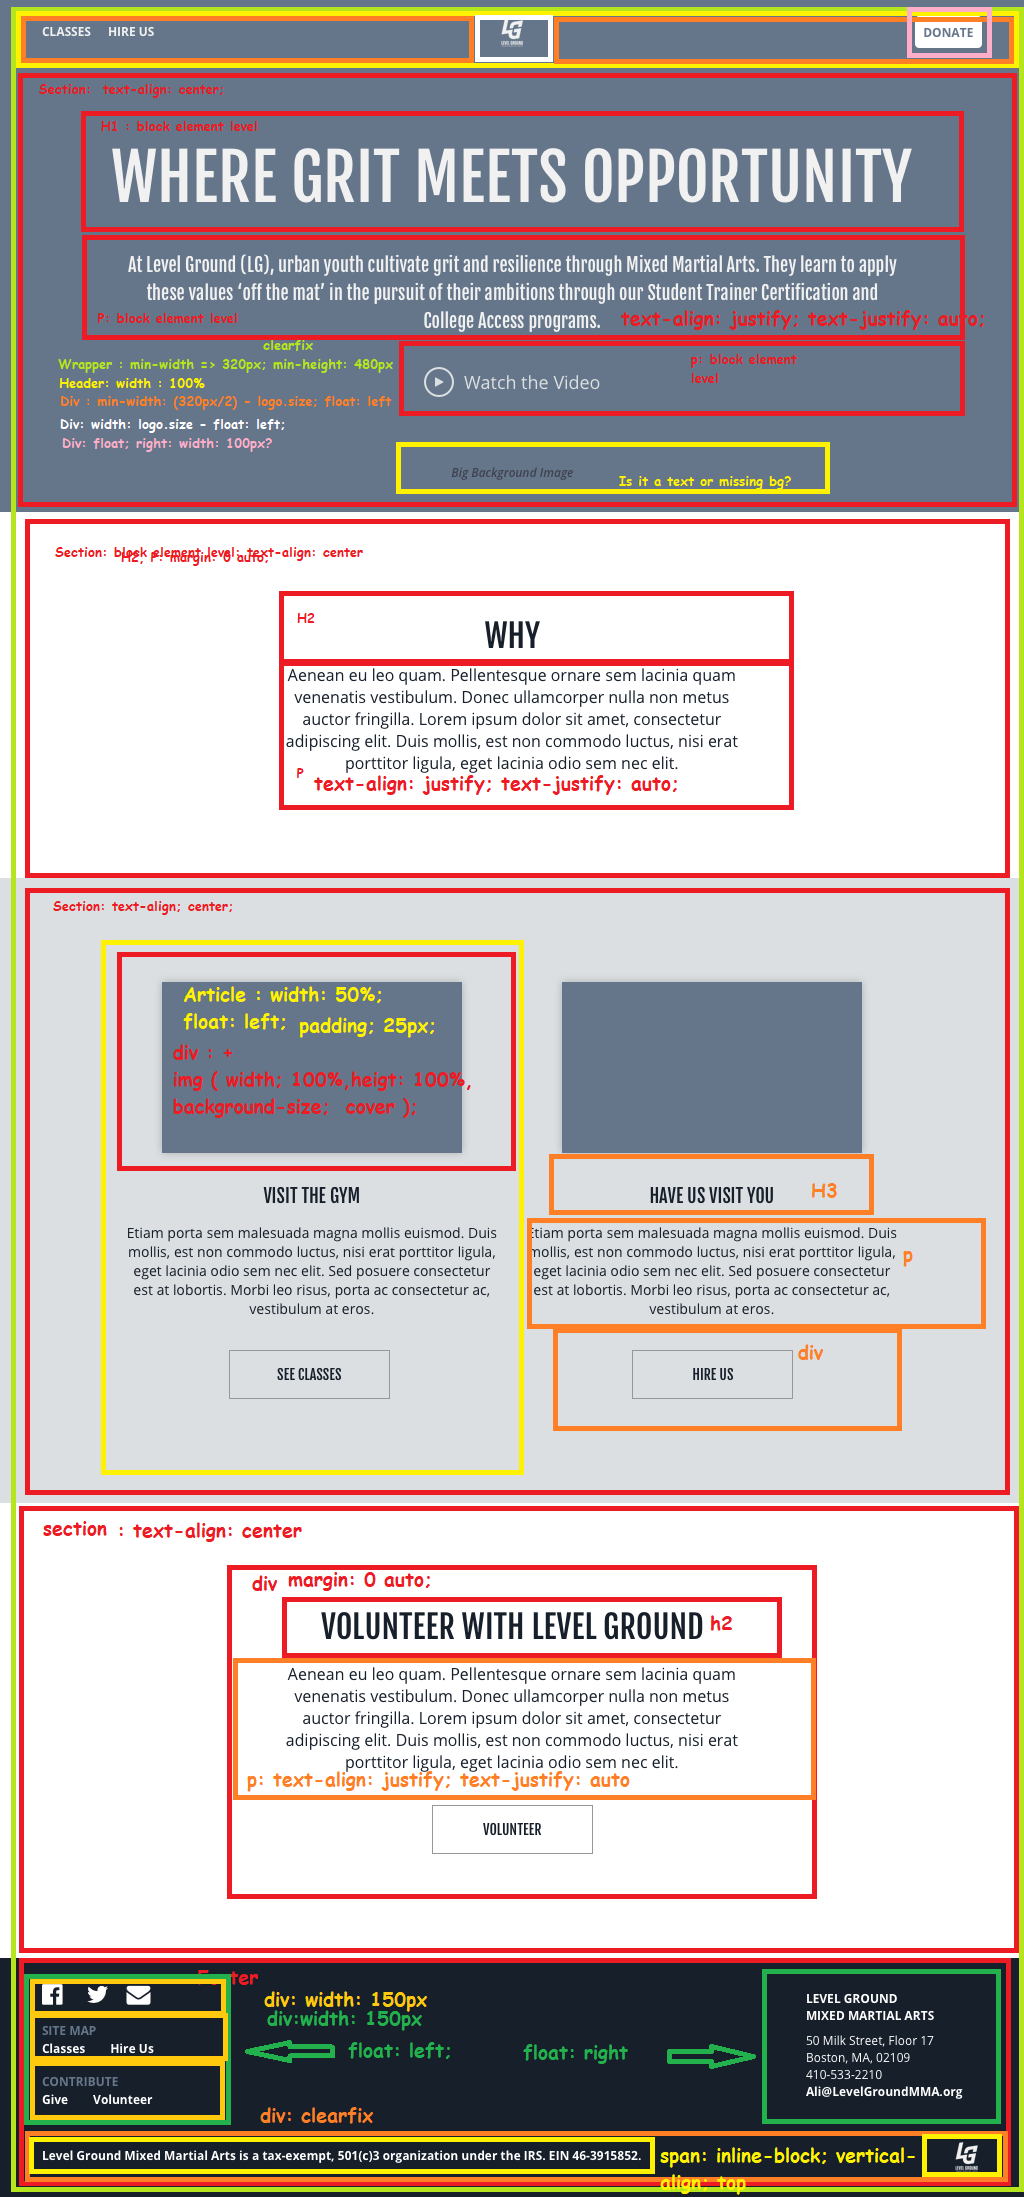 CLASSES HIRE US
LG
LEVEL GROUND
DONATE
Section: text-align: center;
H1 : block element level
WHERE GRIT MEETS OPPORTUNITY
At Level Ground (LG), urban youth cultivate grit and resilience through Mixed Martial Arts. They learn to apply
these values ‘off the mat’ in the pursuit of their ambitions through our Student Trainer Certification and
College Access programs.
P: block element level
text-align: justify; text-justify: auto;
clearfix
Wrapper : min-width => 320px; min-height: 480px
Header: width : 100%
Div : min-width: (320px/2) - logo.size; float: left
Div: width: logo.size - float: left;
Div: float; right: width: 100px?
p: block element
level
Watch the Video
Big Background Image
Is it a text or missing bg?
Section: block element level; text-align: center
H2; P: margin: 0 auto;
H2
WHY
Aenean eu leo quam. Pellentesque ornare sem lacinia quam
venenatis vestibulum. Donec ullamcorper nulla non metus
auctor fringilla. Lorem ipsum dolor sit amet, consectetur
adipiscing elit. Duis mollis, est non commodo luctus, nisi erat
porttitor ligula, eget lacinia odio sem nec elit.
P
text-align: justify; text-justify: auto;
Section: text-align; center;
Article : width: 50%;
float: left; padding; 25px;
div : +
img ( width; 100%,heigt: 100%,
background-size; cover );
VISIT THE GYM
Etiam porta sem malesuada magna mollis euismod. Duis
mollis, est non commodo luctus, nisi erat porttitor ligula,
eget lacinia odio sem nec elit. Sed posuere consectetur
est at lobortis. Morbi leo risus, porta ac consectetur ac,
vestibulum at eros.
SEE CLASSES
HAVE US VISIT YOU
H3
Etiam porta sem malesuada magna mollis euismod. Duis
mollis, est non commodo luctus, nisi erat porttitor ligula,
eget lacinia odio sem nec elit. Sed posuere consectetur
est at lobortis. Morbi leo risus, porta ac consectetur ac,
vestibulum at eros.
p
div
HIRE US
section : text-align: center
div margin: 0 auto;
VOLUNTEER WITH LEVEL GROUND
h2
Aenean eu leo quam. Pellentesque ornare sem lacinia quam
venenatis vestibulum. Donec ullamcorper nulla non metus
auctor fringilla. Lorem ipsum dolor sit amet, consectetur
adipiscing elit. Duis mollis, est non commodo luctus, nisi erat
porttitor ligula, eget lacinia odio sem nec elit.
p: text-align: justify; text-justify: auto
VOLUNTEER
Footer
div: width: 150px
div:width: 150px
float: left;
float: right
div: clearfix
SITE MAP
Classes Hire Us
CONTRIBUTE
Give Volunteer
LEVEL GROUND
MIXED MARTIAL ARTS
50 Milk Street, Floor 17
Boston, MA, 02109
410-533-2210
Ali@LevelGroundMMA.org
Level Ground Mixed Martial Arts is a tax-exempt, 501(c)3 organization under the IRS. EIN 46-3915852.
span: inline-block; vertical-
align: top
LG
LEVEL GROUND